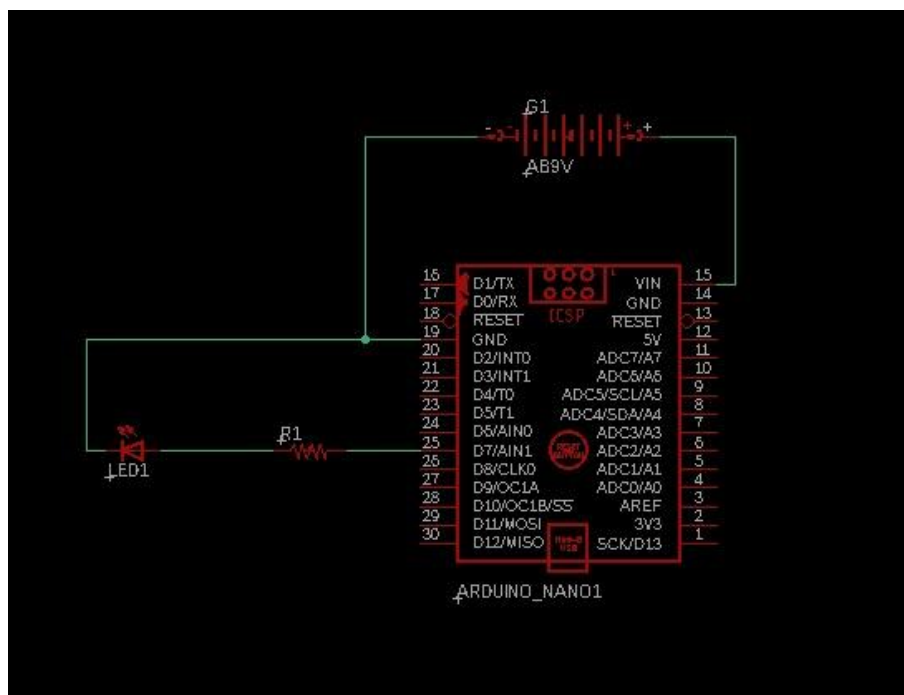 G1
- - + +
AB9V
16 D1/TX VIN 15
17 D0/RX GND 14
18 RESET ICSP RESET 13
19 GND 5V 12
20 D2/INT0 ADC7/A7 11
21 D3/INT1 ADC6/A6 10
22 D4/T0 ADC5/SCL/A5 9
23 D5/T1 ADC4/SDA/A4 8
24 D6/AIN0 ADC3/A3 7
25 D7/AIN1 ADC2/A2 6
26 D8/CLK0 ADC1/A1 5
27 D9/OC1A ADC0/A0 4
28 D10/OC1B/SS AREF 3
29 D11/MOSI 3V3 2
30 D12/MISO SCK/D13 1
R1
LED1
ARDUINO_NANO1